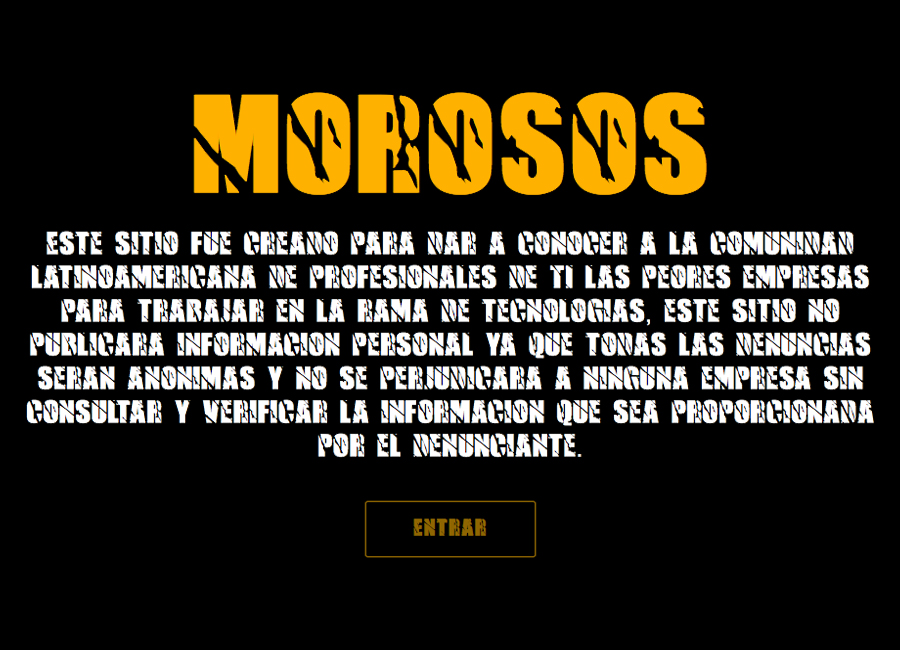 MOROSOS
ESTE SITIO FUE CREADO PARA DAR A CONOCER A LA COMUNIDAD
LATINOAMERICANA DE PROFESIONALES DE TI LAS PEORES EMPRESAS
PARA TRABAJAR EN LA RAMA DE TECNOLOGIAS, ESTE SITIO NO
PUBLICARA INFORMACION PERSONAL YA QUE TODAS LAS DENUNCIAS
SERAN ANONIMAS Y NO SE PERJUDICARA A NINGUNA EMPRESA SIN
CONSULTAR Y VERIFICAR LA INFORMACION QUE SEA PROPORCIONADA
POR EL DENUNCIANTE.
ENTRAR